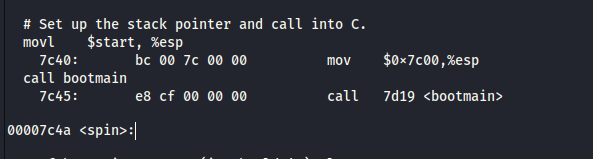 # Set up the stack pointer and call into C.
movl $start, %esp
7c40: bc 00 7c 00 00 mov $0x7c00,%esp
call bootmain
7c45: e8 cf 00 00 00 call 7d19 <bootmain>
00007c4a <spin>: